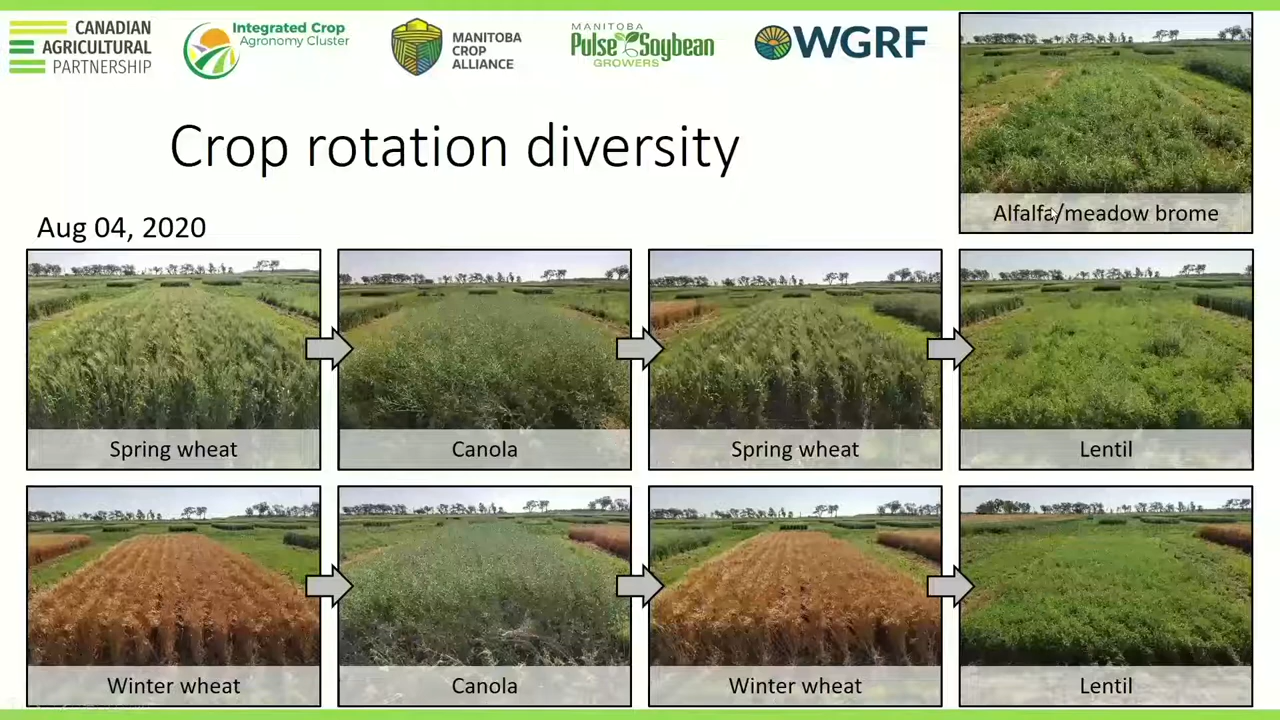 CANADIAN
AGRICULTURAL
PARTNERSHIP
Integrated Crop
Agronomy Cluster
MANITOBA
CROP
ALLIANCE
MANITOBA
Pulse Soybean
GROWERS
WGRF
Crop rotation diversity
Alfalfa/meadow brome
Aug 04, 2020
Spring wheat
Canola
Spring wheat
Lentil
Winter wheat
Canola
Winter wheat
Lentil